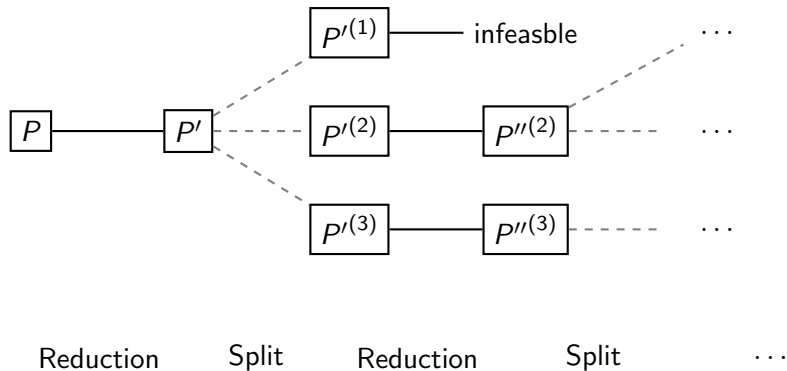 P′(1) infeasble ⋯
P P′ P′(2) P′′(2) ⋯
P′(3) P′′(3) ⋯
Reduction Split Reduction Split ⋯